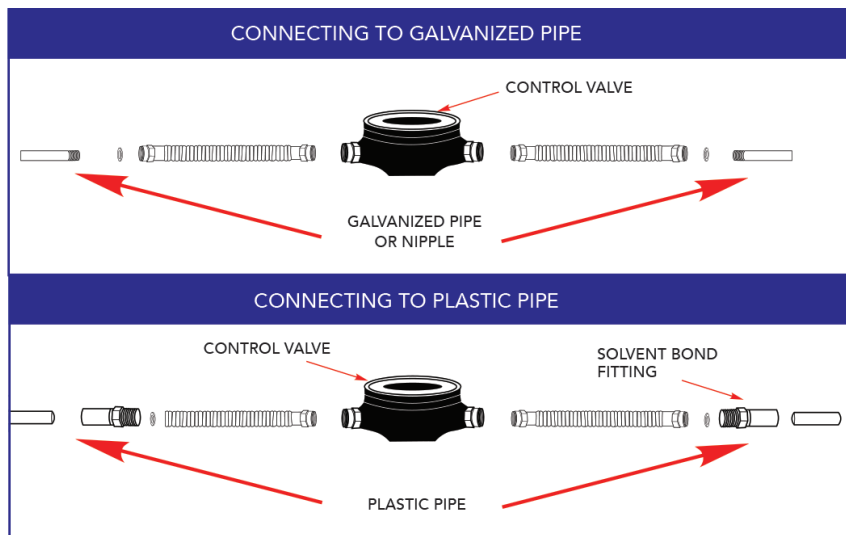 CONNECTING TO GALVANIZED PIPE
CONTROL VALVE
GALVANIZED PIPE
OR NIPPLE
CONNECTING TO PLASTIC PIPE
CONTROL VALVE
SOLVENT BOND
FITTING
PLASTIC PIPE